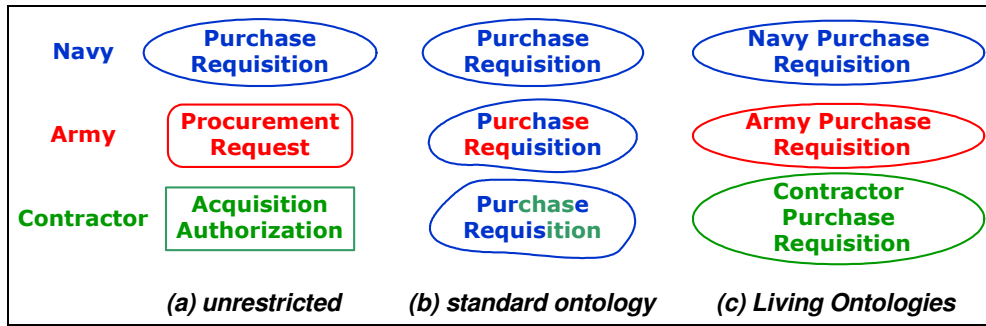 Navy
Purchase
Requisition
Purchase
Requisition
Navy Purchase
Requisition
Army
Procurement
Request
Purchase
Requisition
Army Purchase
Requisition
Contractor
Acquisition
Authorization
Purchase
Requisition
Contractor
Purchase
Requisition
(a) unrestricted
(b) standard ontology
(c) Living Ontologies